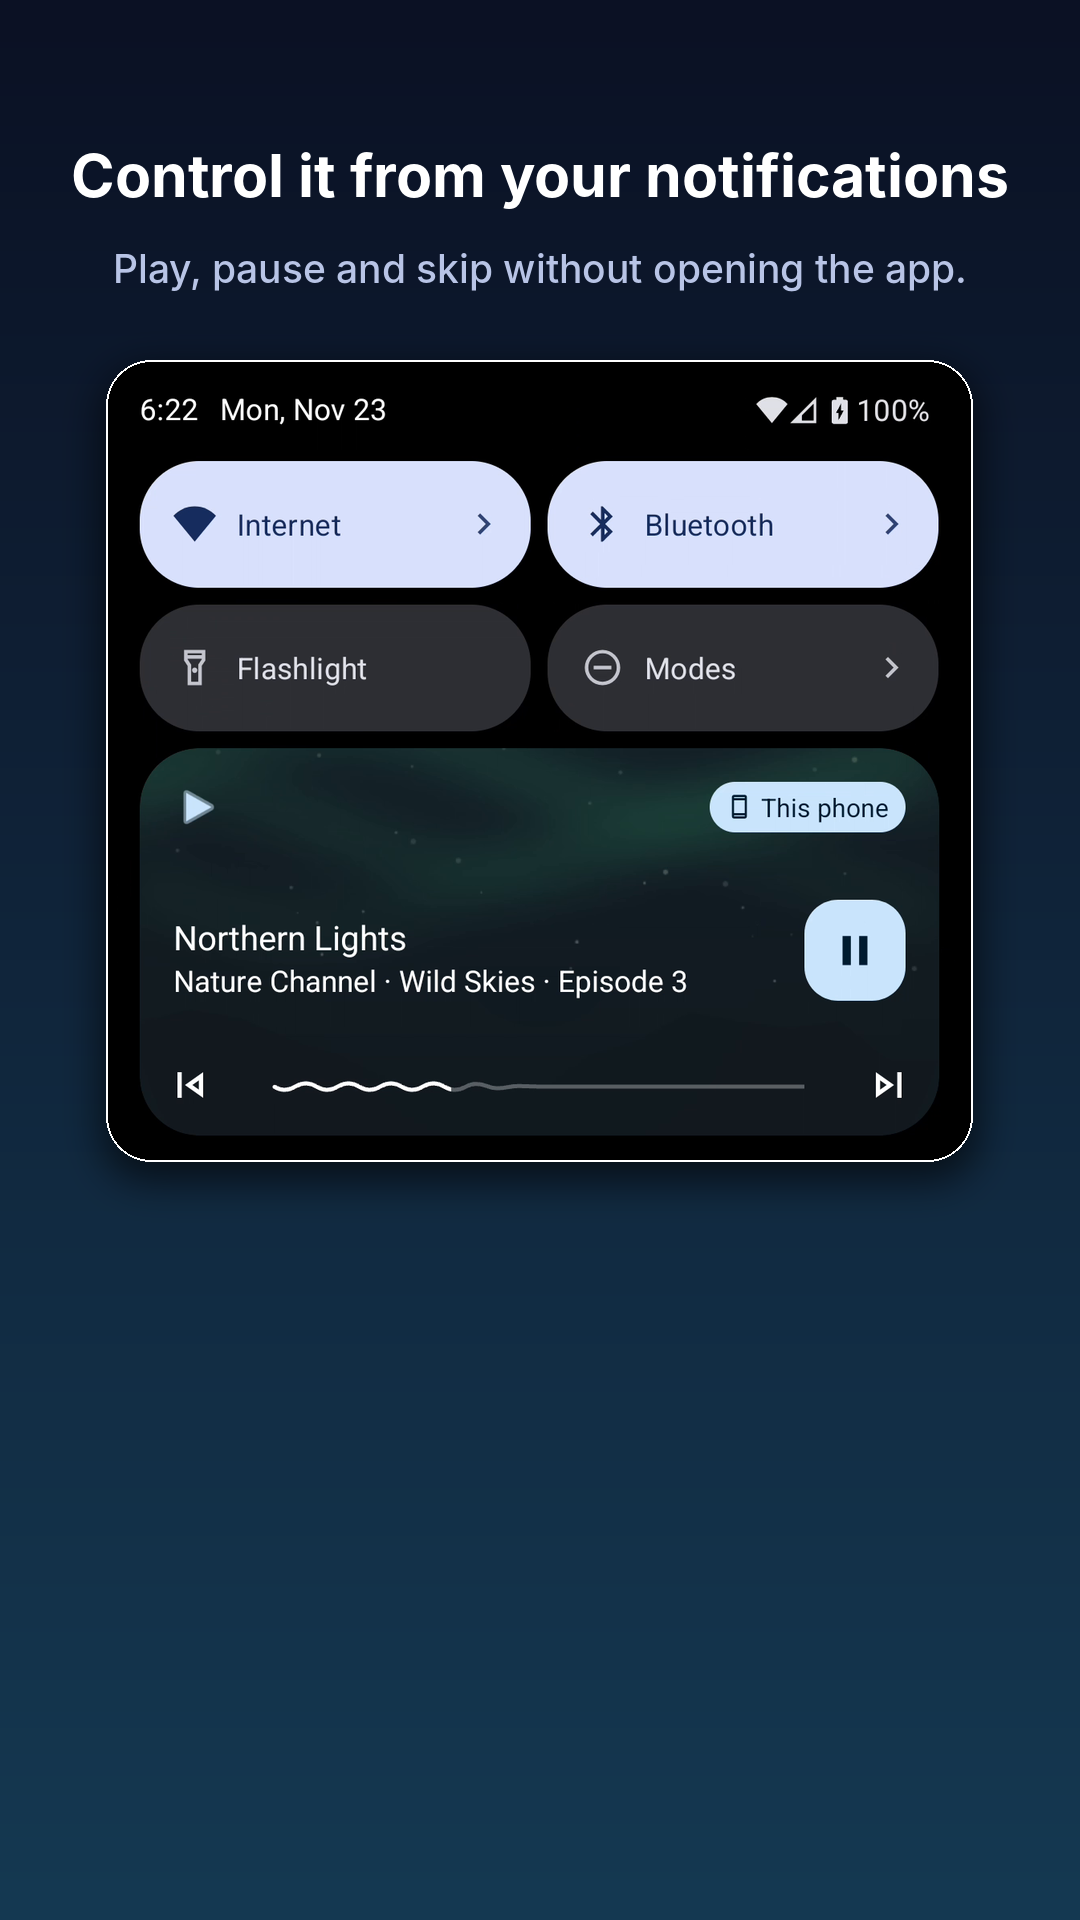 Control it from your notifications
Play, pause and skip without opening the app.
6:22 Mon, Nov 23 100%
Internet
Bluetooth
Flashlight
Modes
This phone
Northern Lights
Nature Channel · Wild Skies · Episode 3